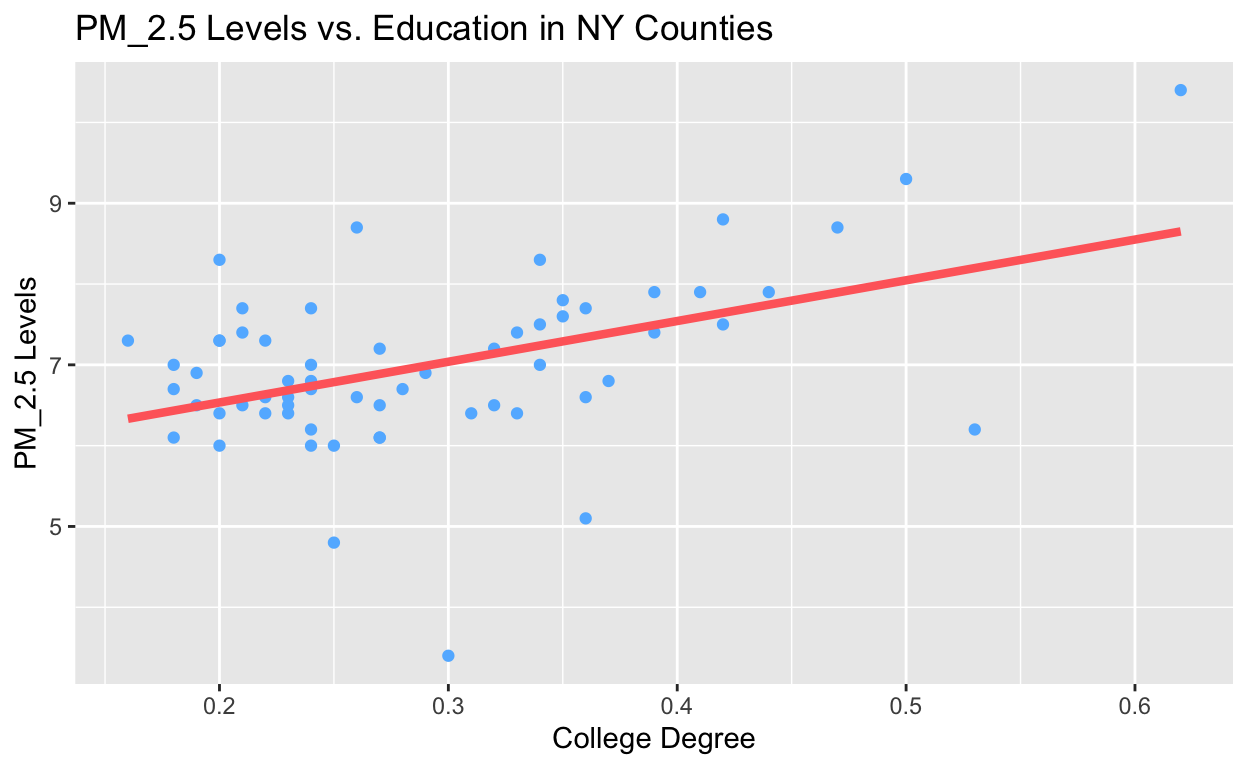 PM_2.5 Levels vs. Education in NY Counties
PM_2.5 Levels
9
7
5
0.2 0.3 0.4 0.5 0.6
College Degree